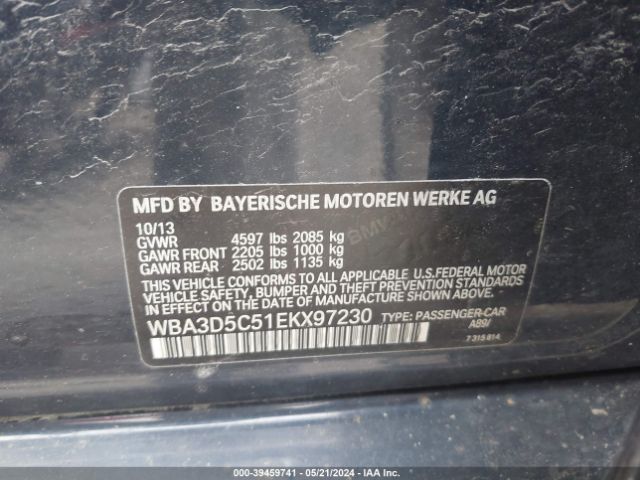 MFD BY BAYERISCHE MOTOREN WERKE AG
10/13
GVWR 4597 lbs 2085 kg
GAWR FRONT 2205 lbs 1000 kg
GAWR REAR 2502 lbs 1135 kg
THIS VEHICLE CONFORMS TO ALL APPLICABLE U.S.FEDERAL MOTOR
VEHICLE SAFETY, BUMPER, AND THEFT PREVENTION STANDARDS
IN EFFECT ON THE DATE OF MANUFACTURE SHOWN ABOVE.
WBA3D5C51EKX97230 TYPE: PASSENGER-CAR
A89/
7 315 814
000-39459741 - 05/21/2024 - IAA Inc.